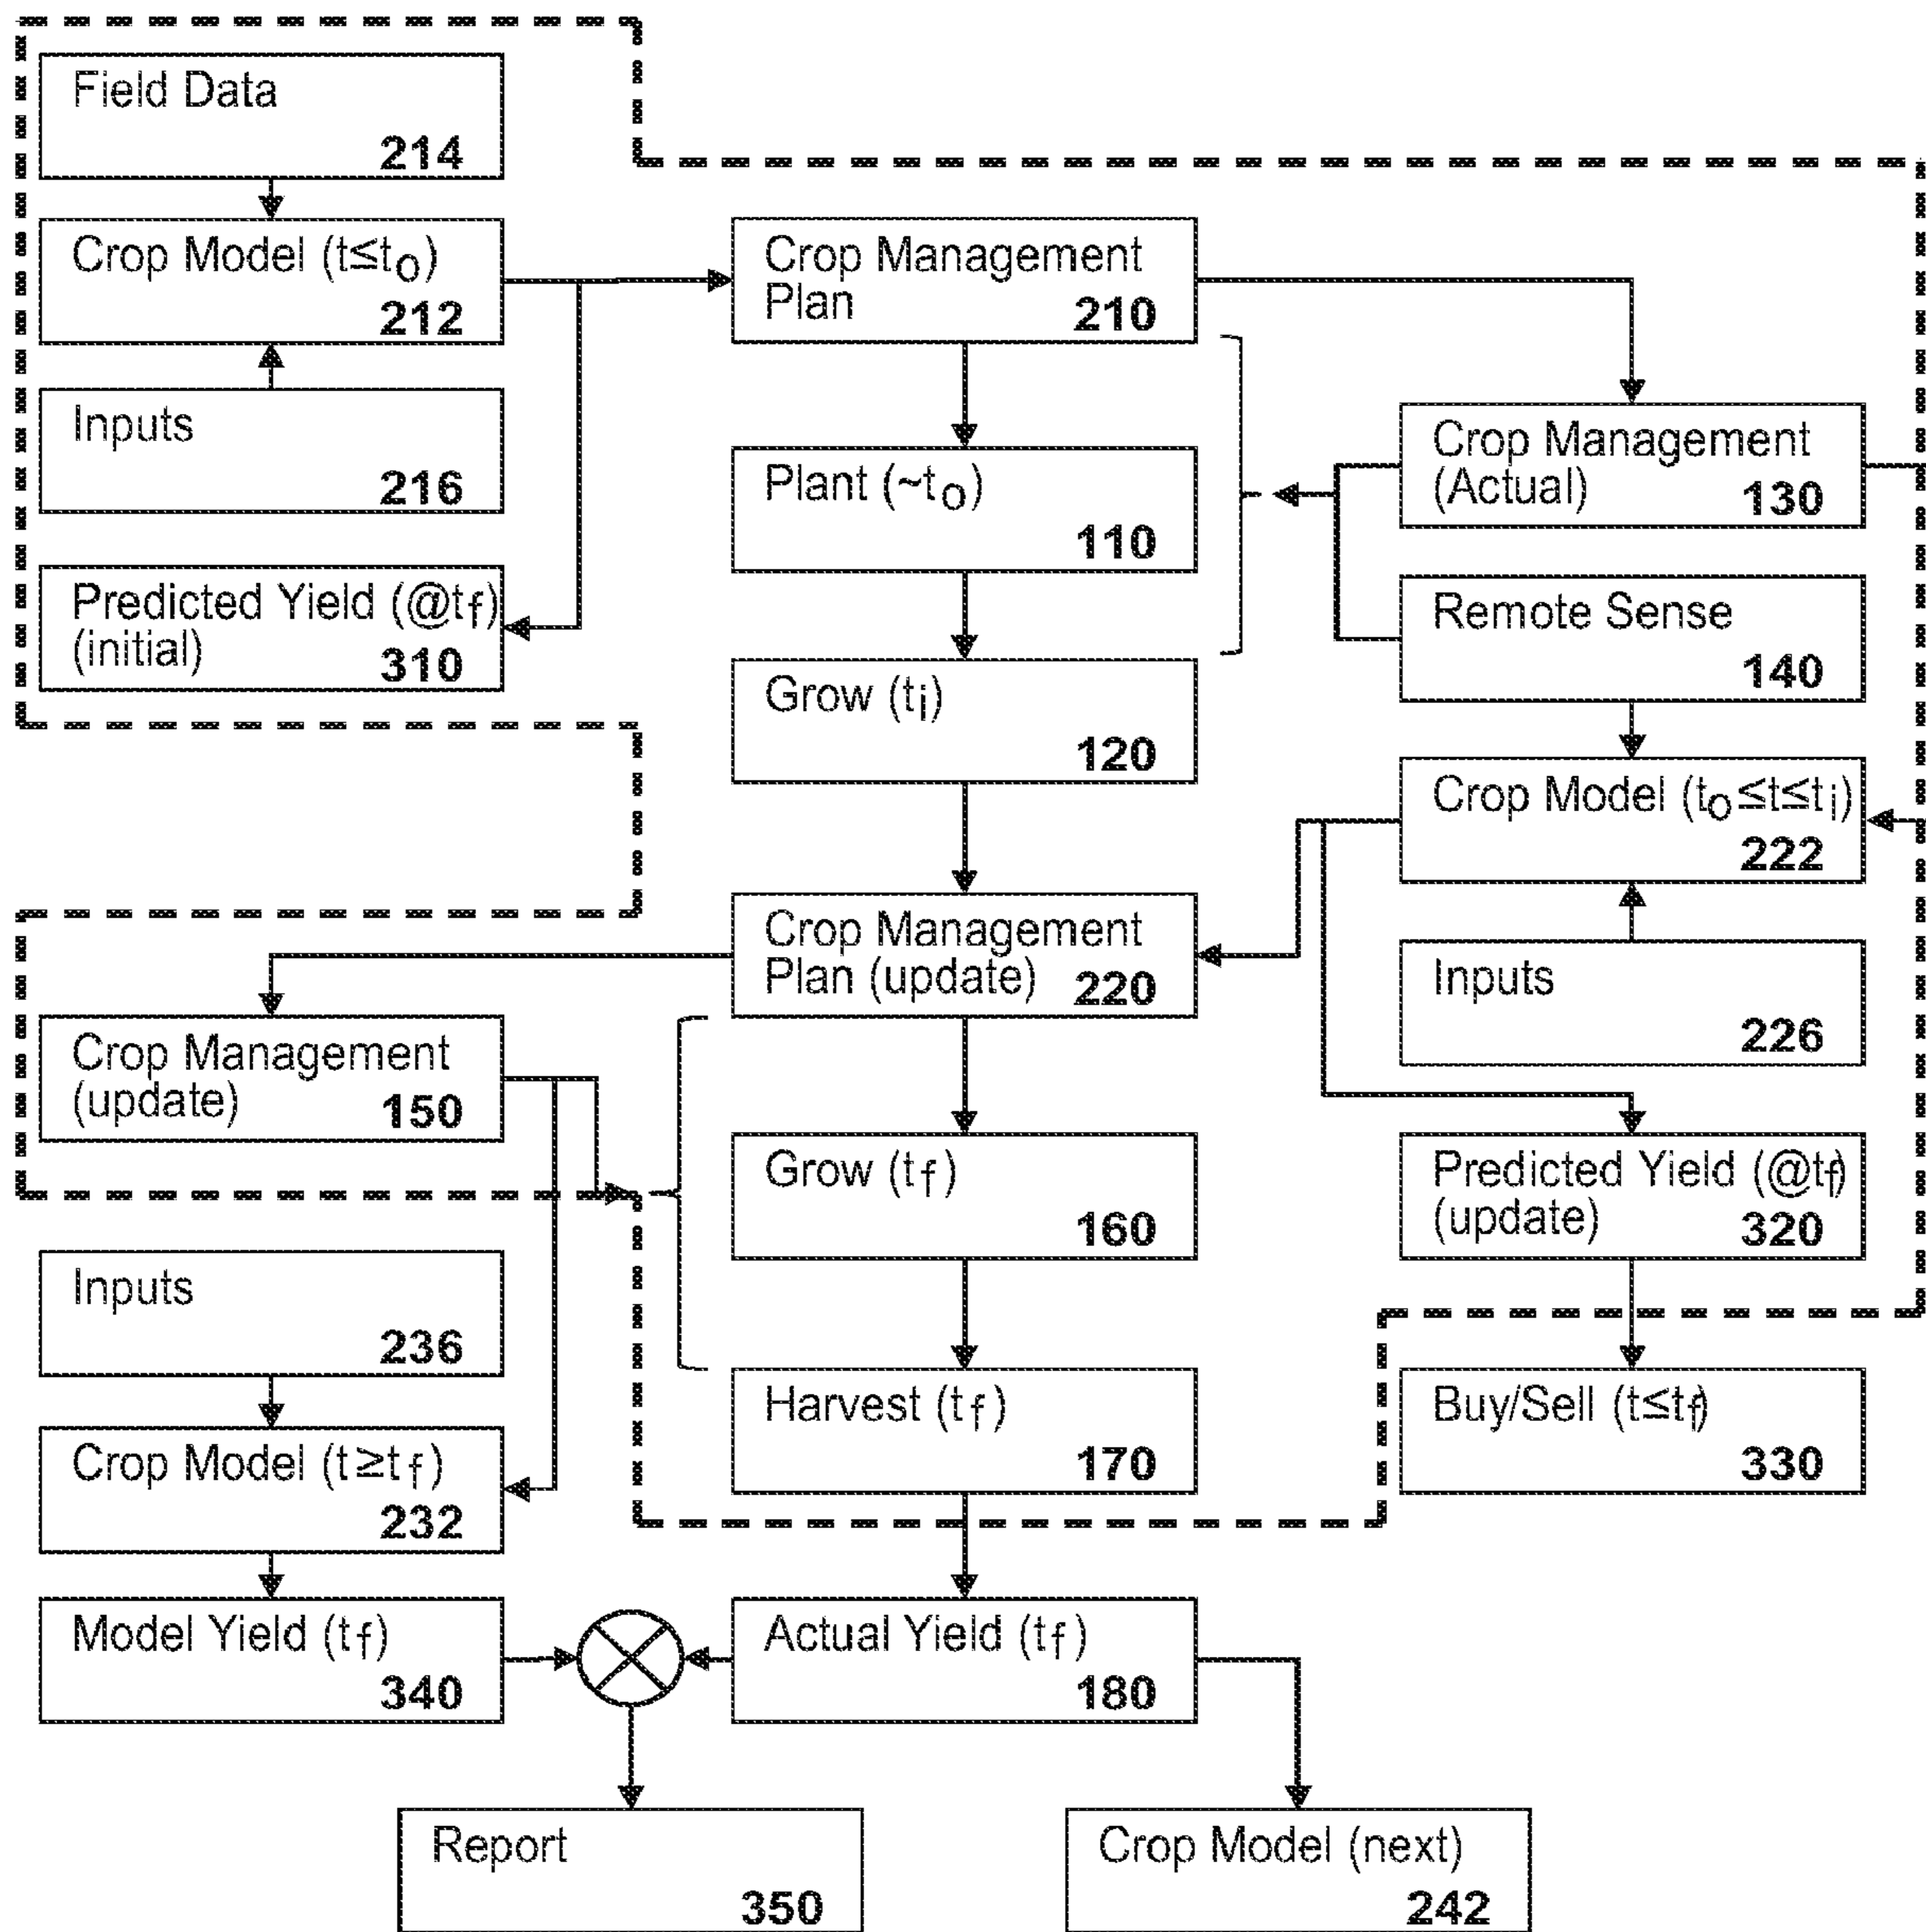 Field Data
214
Crop Model (t≤to)
212
Inputs
216
Predicted Yield (@tf)
(initial)
310
Crop Management
Plan
210
Plant (~to)
110
Grow (ti)
120
Crop Management
(Actual)
130
Remote Sense
140
Crop Model (to≤t≤ti)
222
Inputs
226
Crop Management
Plan (update)
220
Crop Management
(update)
150
Grow (tf)
160
Predicted Yield (@tf)
(update)
320
Inputs
236
Harvest (tf)
170
Buy/Sell (t≤tf)
330
Crop Model (t≥tf)
232
Model Yield (tf)
340
Actual Yield (tf)
180
Report
350
Crop Model (next)
242